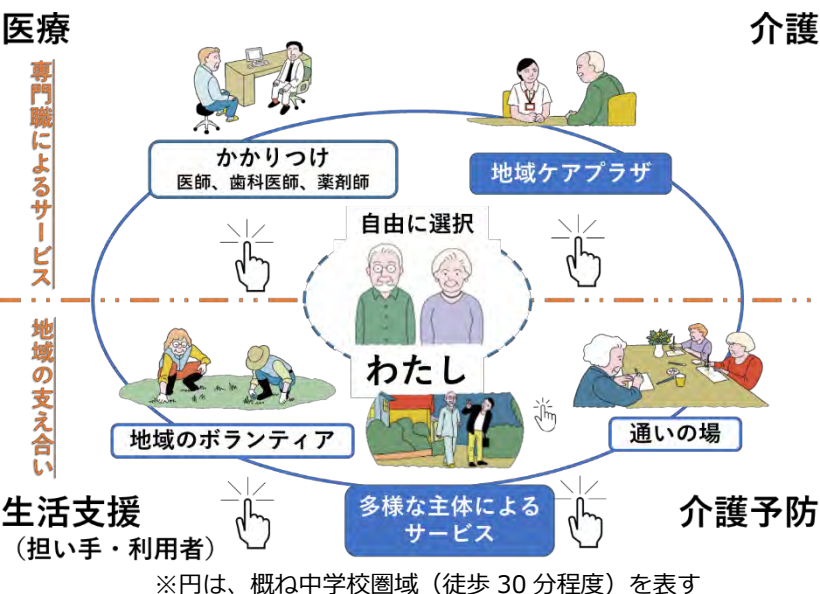 医療
介護
専門職によるサービス
かかりつけ
医師、歯科医師、薬剤師
地域ケアプラザ
自由に選択
わたし
地域の支え合い
地域のボランティア
通いの場
生活支援
（担い手・利用者）
多様な主体による
サービス
介護予防
※円は、概ね中学校圏域（徒歩 30 分程度）を表す